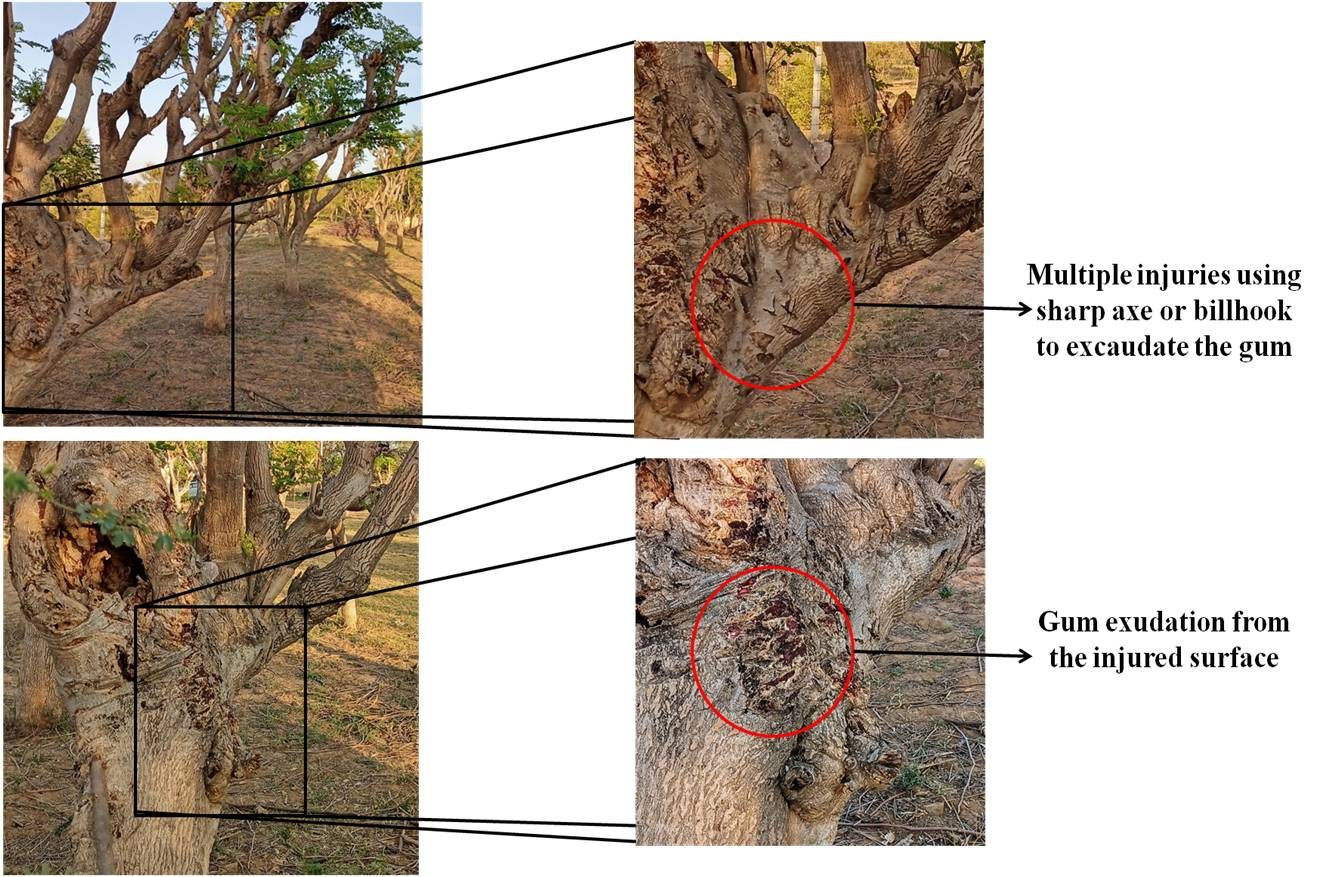 Multiple injuries using
sharp axe or billhook
to excaudate the gum
Gum exudation from
the injured surface